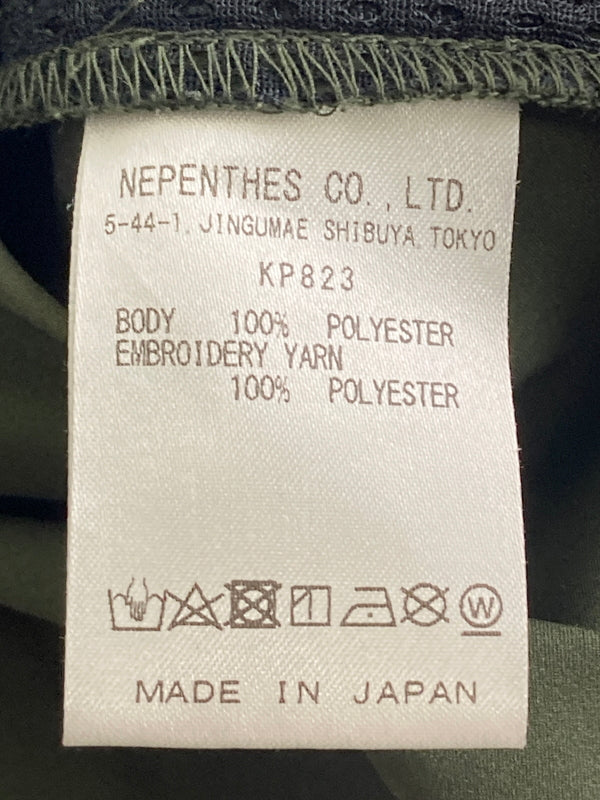 NEPENTHES CO., LTD.
5-44-1. JINGUMAE SHIBUYA TOKYO
KP823
BODY 100% POLYESTER
EMBROIDERY YARN
100% POLYESTER
W
MADE IN JAPAN